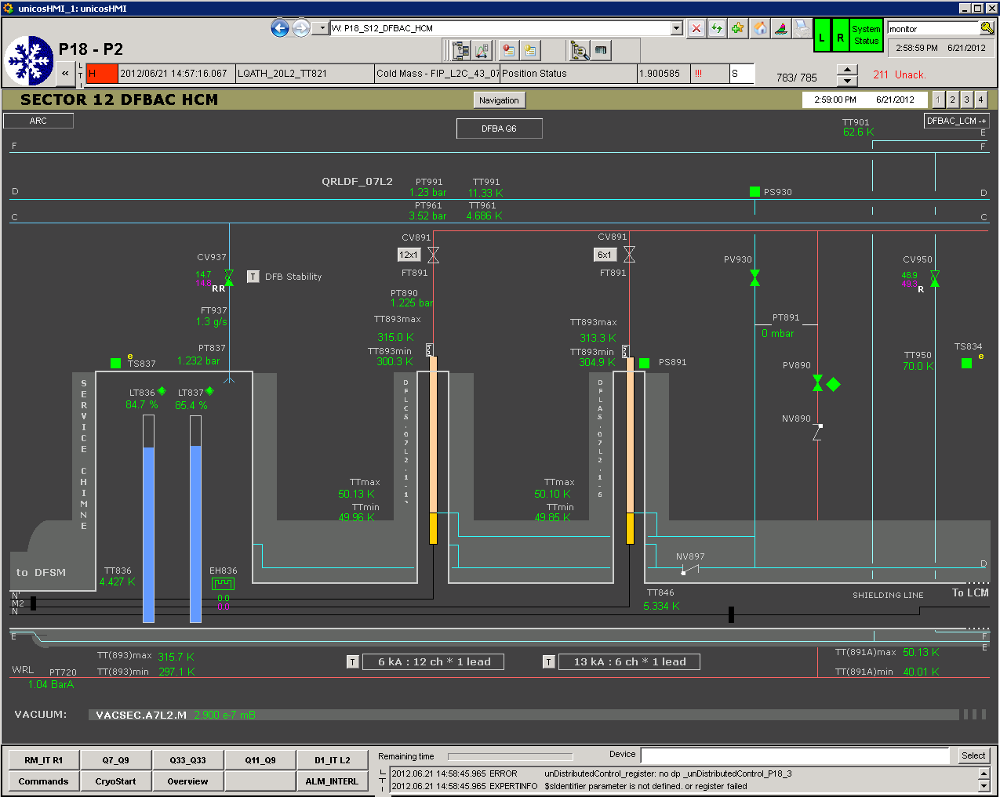 unicosHMI_1: unicosHMI
W: P18_S12_DFBAC_HCM
L R System Status
monitor
P18 - P2
2:58:59 PM 6/21/2012
« L T I H 2012/06/21 14:57:16.067 LQATH_20L2_TT821 Cold Mass - FIP_L2C_43_07 Position Status 1.900585 !!! S 783/ 785 211 Unack.
SECTOR 12 DFBAC HCM Navigation 2:59:00 PM 6/21/2012 1 2 3 4
ARC DFBA Q6 TT901 DFBAC_LCM -+
62.6 K E
F F
QRLDF_07L2 PT991 TT991
D 1.23 bar 11.33 K PS930 D
PT961 TT961
C 3.52 bar 4.686 K C
CV891 CV891
CV937 12x1 6x1 PV930 CV950
14.7 FT891 FT891 48.9
14.8 RR T DFB Stability 49.3 R
PT890
1.225 bar
FT937 TT893max TT893max PT891
1.3 g/s 315.0 K 313.3 K 0 mbar
PT837 TT893min TT893min TS834
e TS837 1.232 bar 300.3 K 304.9 K PS891 PV890 TT950 e
70.0 K
SERVICE CHIMNE
LT836 LT837
84.7 % 85.4 %
DFLCS.07L2.1-1
DFLAS.07L2.1-6
NV890
TTmax TTmax
50.13 K 50.10 K
TTmin TTmin
49.96 K 49.85 K
to DFSM TT836 EH836 NV897 D
4.427 K 0.0
0.0
N' TT846 SHIELDING LINE To LCM
M2 5.334 K
N
E F
E
TT(893)max 315.7 K T 6 kA : 12 ch * 1 lead T 13 kA : 6 ch * 1 lead TT(891A)max 50.13 K
WRL PT720 TT(893)min 297.1 K TT(891A)min 40.01 K
1.04 BarA
VACUUM: VACSEC.A7L2.M 2.900 e-7 mB
RM_IT R1 Q7_Q9 Q33_Q33 Q11_Q9 D1_IT L2 Remaining time Device Select
Commands CryoStart Overview ALM_INTERL
L T I
2012.06.21 14:58:45.965 ERROR unDistributedControl_register: no dp _unDistributedControl_P18_3
2012.06.21 14:58:45.965 EXPERTINFO $sIdentifier parameter is not defined. or register failed